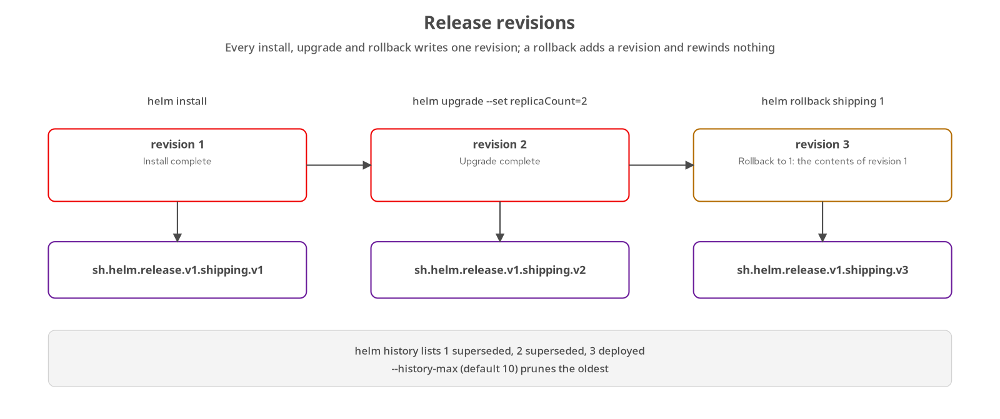 Release revisions
Every install, upgrade and rollback writes one revision; a rollback adds a revision and rewinds nothing
helm install
helm upgrade --set replicaCount=2
helm rollback shipping 1
revision 1
Install complete
revision 2
Upgrade complete
revision 3
Rollback to 1: the contents of revision 1
sh.helm.release.v1.shipping.v1
sh.helm.release.v1.shipping.v2
sh.helm.release.v1.shipping.v3
helm history lists 1 superseded, 2 superseded, 3 deployed
--history-max (default 10) prunes the oldest